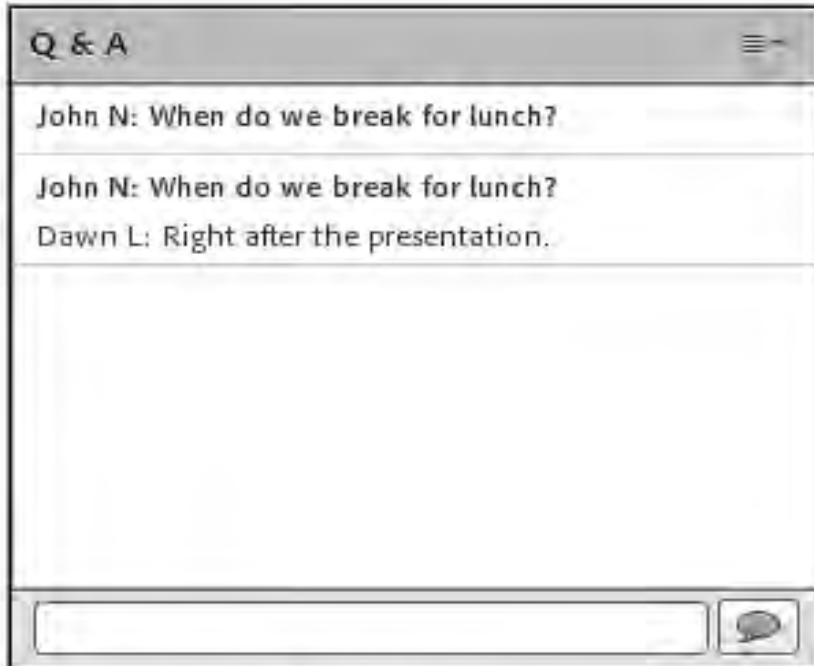 Q & A
John N: When do we break for lunch?
John N: When do we break for lunch?
Dawn L: Right after the presentation.